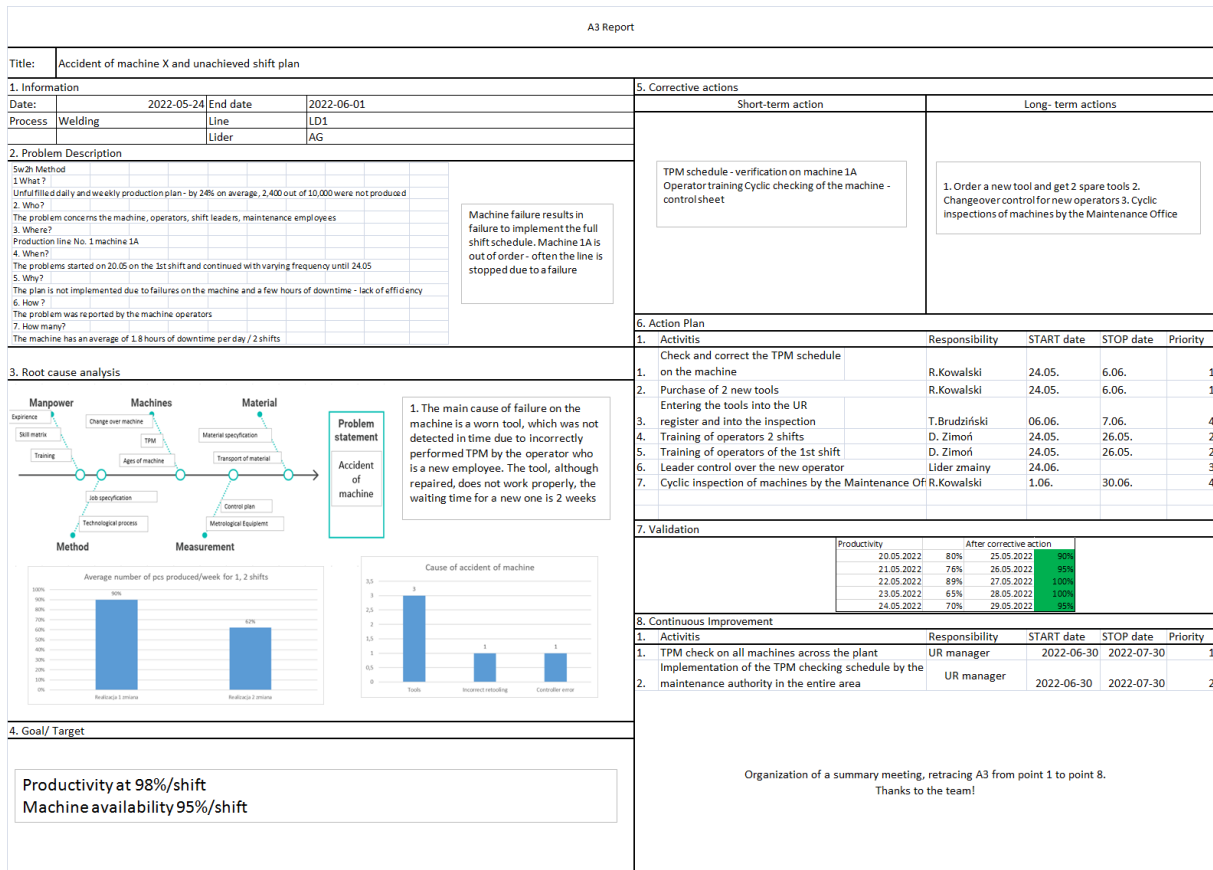 A3 Report
Title: Accident of machine X and unachieved shift plan
1. Information
Date: 2022-05-24 End date 2022-06-01
Process Welding Line LD1
Lider AG
2. Problem Description
5w2h Method
1 What ?
Unfulfilled daily and weekly production plan - by 24% on average, 2,400 out of 10,000 were not produced
2. Who?
The problem concerns the machine, operators, shift leaders, maintenance employees
3. Where?
Production line No. 1 machine 1A
4. When?
The problems started on 20.05 on the 1st shift and continued with varying frequency until 24.05
5. Why?
The plan is not implemented due to failures on the machine and a few hours of downtime - lack of efficiency
6. How ?
The problem was reported by the machine operators
7. How many?
The machine has an average of 1.8 hours of downtime per day / 2 shifts
Machine failure results in
failure to implement the full
shift schedule. Machine 1A is
out of order - often the line is
stopped due to a failure
3. Root cause analysis
Manpower Machines Material
Expirience
Skill matrix
Training
Change over machine
TPM
Ages of machine
Material specyfication
Transport of material
Job specyfication
Technological process
Control plan
Metrological Equiplemt
Method Measurement
Problem
statement
Accident
of
machine
1. The main cause of failure on the
machine is a worn tool, which was not
detected in time due to incorrectly
performed TPM by the operator who
is a new employee. The tool, although
repaired, does not work properly, the
waiting time for a new one is 2 weeks
Average number of pcs produced/week for 1, 2 shifts
100%
90%
80%
70%
60%
50%
40%
30%
20%
10%
0%
90%
62%
Realizacja 1 zmiana Realizacja 2 zmiana
Cause of accident of machine
3,5
3
2,5
2
1,5
1
0,5
0
3
1
1
Tools Incorrect retooling Controller error
4. Goal/ Target
Productivity at 98%/shift
Machine availability 95%/shift
5. Corrective actions
Short-term action Long- term actions
TPM schedule - verification on machine 1A
Operator training Cyclic checking of the machine -
control sheet
1. Order a new tool and get 2 spare tools 2.
Changeover control for new operators 3. Cyclic
inspections of machines by the Maintenance Office
6. Action Plan
1. Activitis Responsibility START date STOP date Priority
Check and correct the TPM schedule
1. on the machine R.Kowalski 24.05. 6.06. 1
2. Purchase of 2 new tools R.Kowalski 24.05. 6.06. 1
Entering the tools into the UR
3. register and into the inspection T.Brudziński 06.06. 7.06. 4
4. Training of operators 2 shifts D. Zimoń 24.05. 26.05. 2
5. Training of operators of the 1st shift D. Zimoń 24.05. 26.05. 2
6. Leader control over the new operator Lider zmainy 24.06. 3
7. Cyclic inspection of machines by the Maintenance Of R.Kowalski 1.06. 30.06. 4
7. Validation
Productivity After corrective action
20.05.2022 80% 25.05.2022 90%
21.05.2022 76% 26.05.2022 95%
22.05.2022 89% 27.05.2022 100%
23.05.2022 65% 28.05.2022 100%
24.05.2022 70% 29.05.2022 95%
8. Continuous Improvement
1. Activitis Responsibility START date STOP date Priority
1. TPM check on all machines across the plant UR manager 2022-06-30 2022-07-30 1
Implementation of the TPM checking schedule by the
2. maintenance authority in the entire area UR manager 2022-06-30 2022-07-30 2
Organization of a summary meeting, retracing A3 from point 1 to point 8.
Thanks to the team!